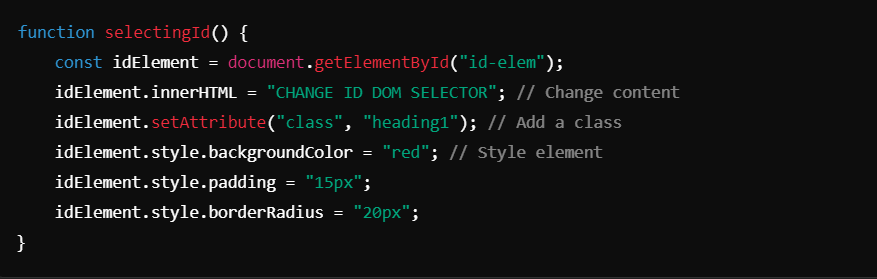 function selectingId() {
    const idElement = document.getElementById("id-elem");
    idElement.innerHTML = "CHANGE ID DOM SELECTOR"; // Change content
    idElement.setAttribute("class", "heading1"); // Add a class
    idElement.style.backgroundColor = "red"; // Style element
    idElement.style.padding = "15px";
    idElement.style.borderRadius = "20px";
}